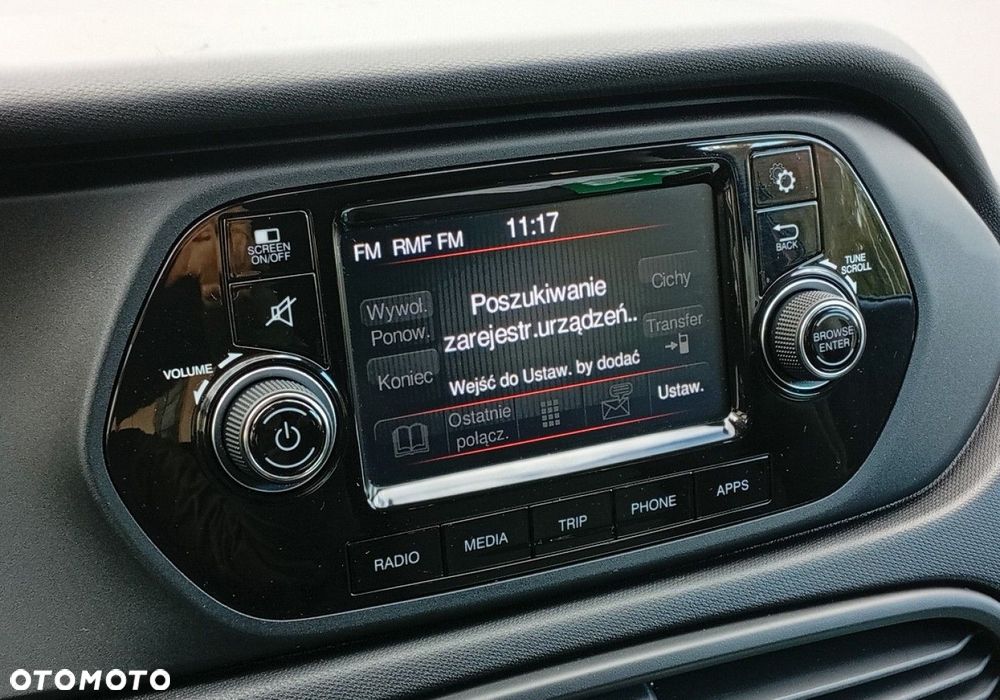 SCREEN
ON/OFF
VOLUME
11:17
FM RMF FM
Wywoł.
Ponow.
Poszukiwanie
zarejestr.urządzeń..
Cichy
Transfer
Koniec
Wejść do Ustaw. by dodać
Ostatnie
połącz.
Ustaw.
BACK
TUNE
SCROLL
BROWSE
ENTER
RADIO
MEDIA
TRIP
PHONE
APPS
OTOMOTO